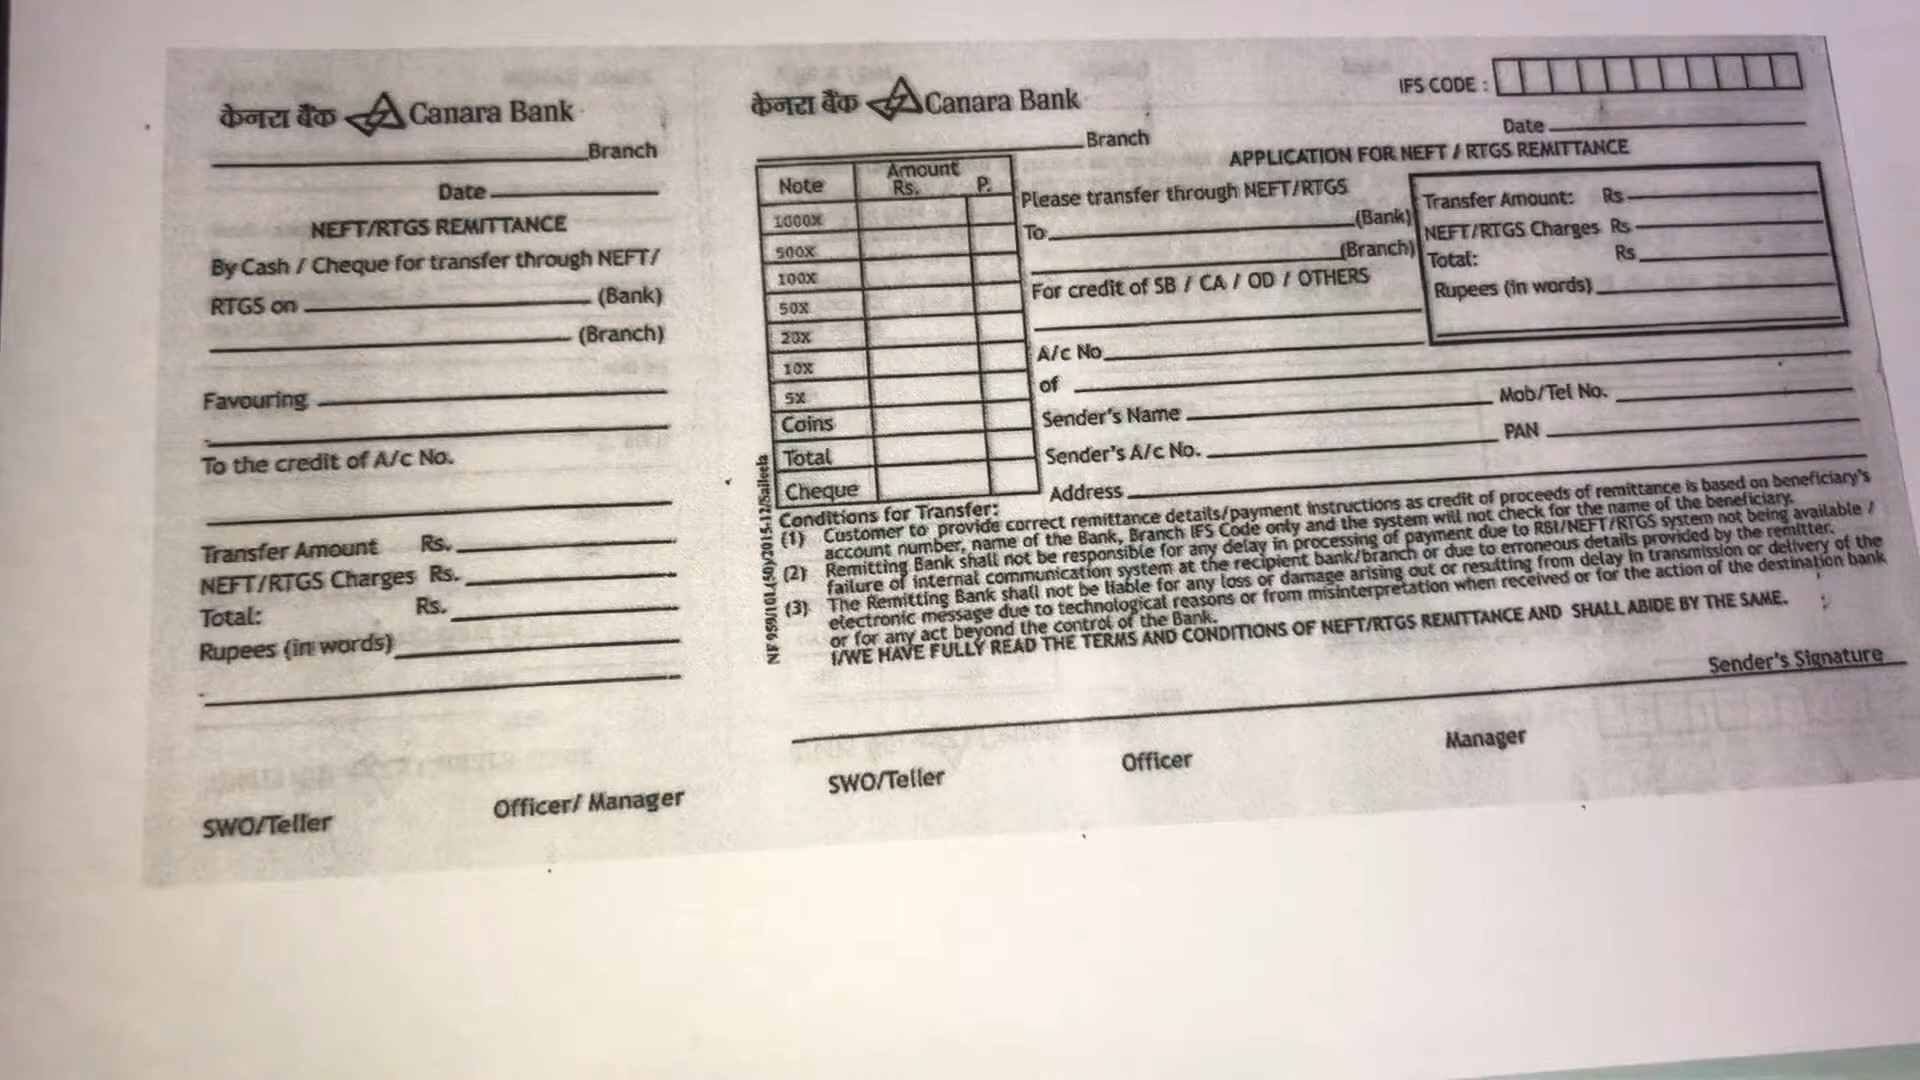 केनरा बैंक Canara Bank
Branch
Date
NEFT/RTGS REMITTANCE
By Cash / Cheque for transfer through NEFT/
RTGS on (Bank)
(Branch)
Favouring
To the credit of A/c No.
Transfer Amount Rs.
NEFT/RTGS Charges Rs.
Total: Rs.
Rupees (in words)
SWO/Teller Officer/ Manager
केनरा बैंक Canara Bank
Branch
IFS CODE :
Date
APPLICATION FOR NEFT / RTGS REMITTANCE
Note Amount
Rs. P.
1000X
500X
100X
50X
20X
10X
5X
Coins
Total
Cheque
Please transfer through NEFT/RTGS
To (Bank)
(Branch)
For credit of SB / CA / OD / OTHERS
A/c No
of
Sender's Name
Sender's A/c No.
Address
Transfer Amount: Rs
NEFT/RTGS Charges Rs
Total: Rs
Rupees (in words)
Mob/Tel No.
PAN
Conditions for Transfer:
(1) Customer to provide correct remittance details/payment instructions as credit of proceeds of remittance is based on beneficiary's
account number, name of the Bank, Branch IFS Code only and the system will not check for the name of the beneficiary.
(2) Remitting Bank shall not be responsible for any delay in processing of payment due to RBI/NEFT/RTGS system not being available /
failure of internal communication system at the recipient bank/branch or due to erroneous details provided by the remitter.
(3) The Remitting Bank shall not be liable for any loss or damage arising out or resulting from delay in transmission or delivery of the
electronic message due to technological reasons or from misinterpretation when received or for the action of the destination bank
or for any act beyond the control of the Bank.
I/WE HAVE FULLY READ THE TERMS AND CONDITIONS OF NEFT/RTGS REMITTANCE AND SHALL ABIDE BY THE SAME.
Sender's Signature
SWO/Teller Officer Manager